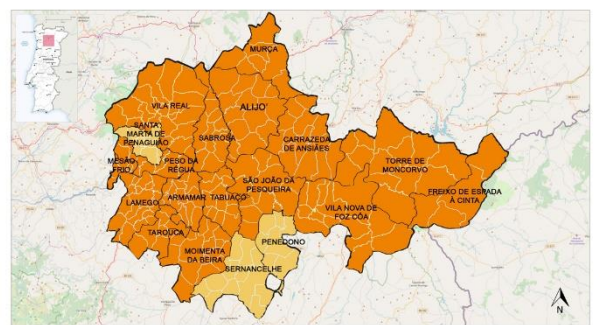 MURÇA
VILA REAL
ALIJO'
SANTA
MARTA DE
PENAGUIÃO
SABROSA
CARRAZEDA
DE ANSIÃES
MESÃO
FRIO
PESO DA
RÉGUA
TORRE DE
MONCORVO
SÃO JOÃO DA
PESQUEIRA
FREIXO DE ESPADA
À CINTA
LAMEGO
ARMAMAR
TABUAÇO
VILA NOVA DE
FOZ CÔA
TAROUCA
PENEDONO
MOIMENTA
DA BEIRA
SERNANCELHE
N